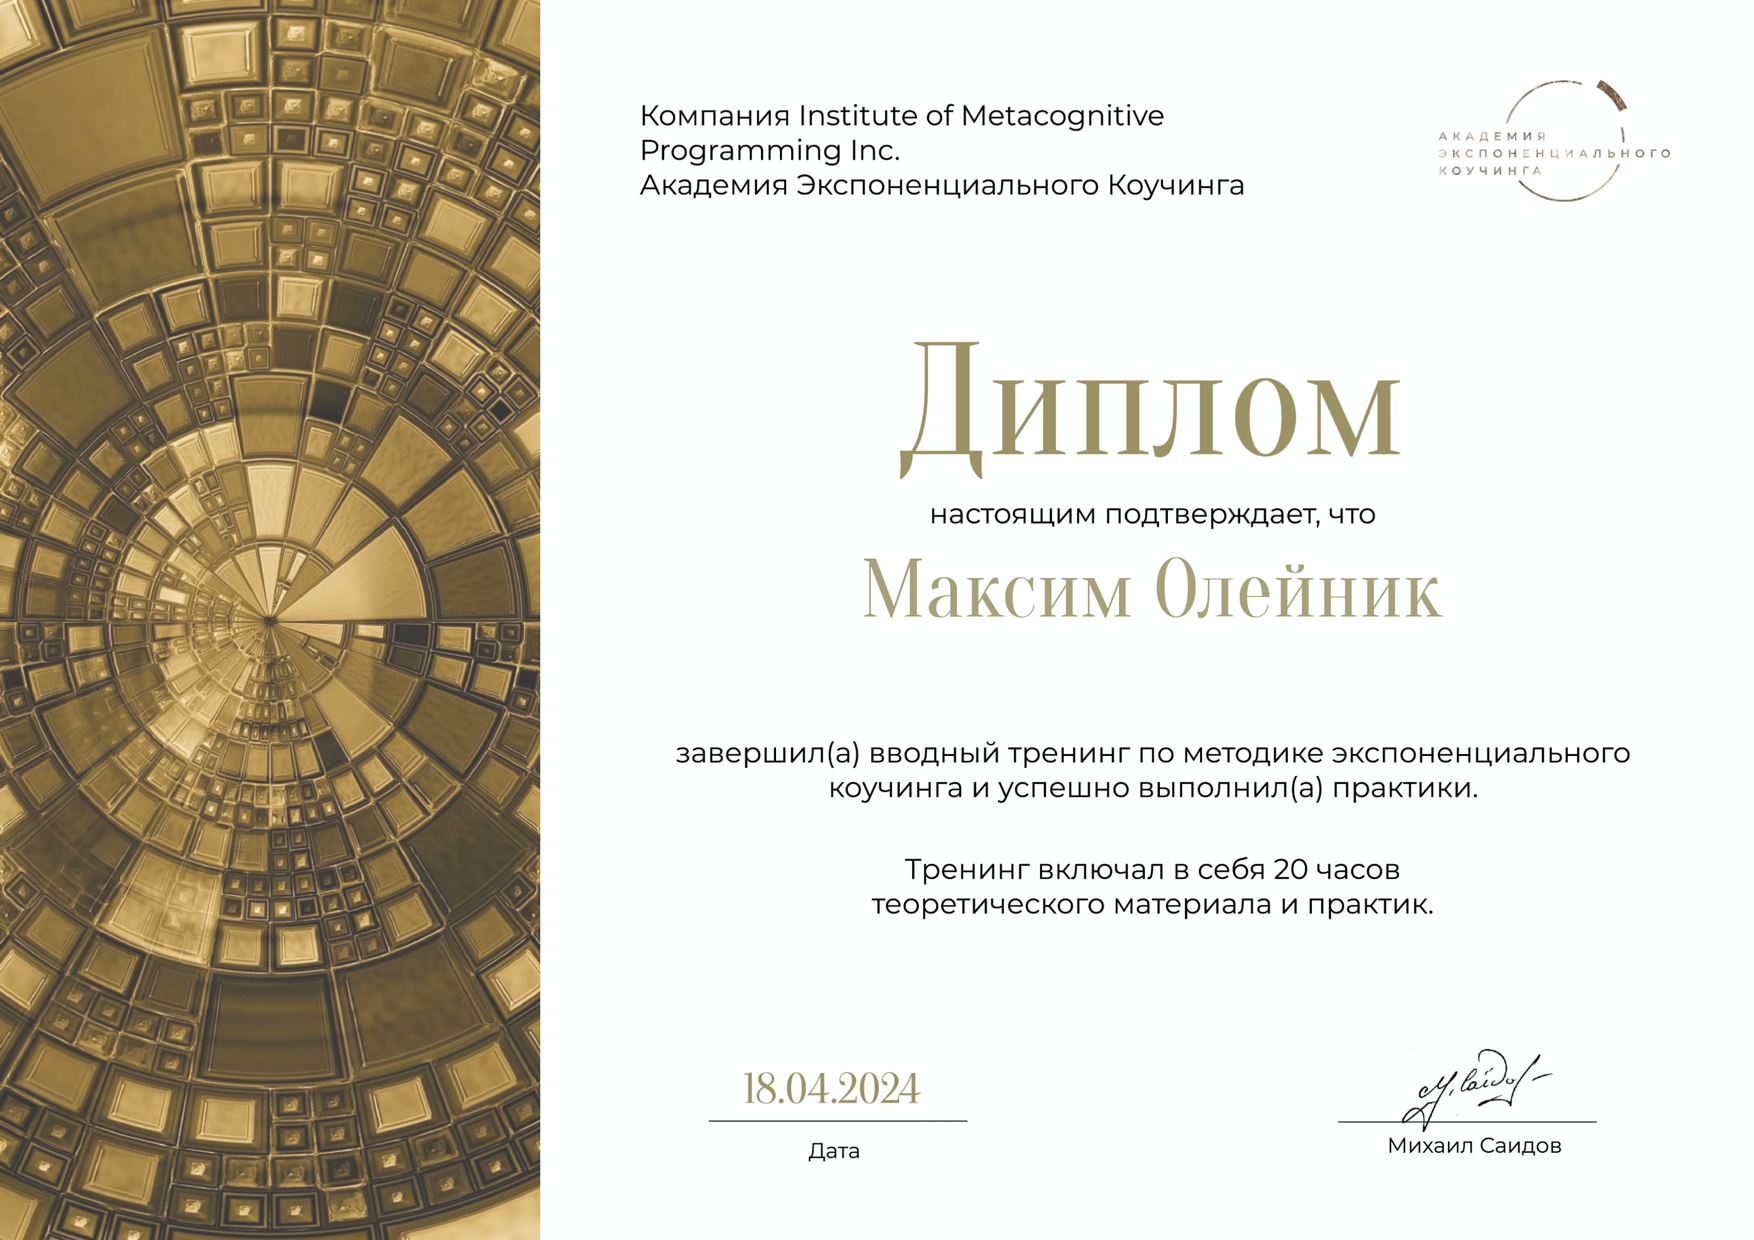 Компания Institute of Metacognitive
Programming Inc.
Академия Экспоненциального Коучинга
АКАДЕМИЯ
ЭКСПОНЕНЦИАЛЬНОГО
КОУЧИНГА
Диплом
настоящим подтверждает, что
Максим Олейник
завершил(а) вводный тренинг по методике экспоненциального
коучинга и успешно выполнил(а) практики.
Тренинг включал в себя 20 часов
теоретического материала и практик.
18.04.2024
Дата
М. Саидов
Михаил Саидов